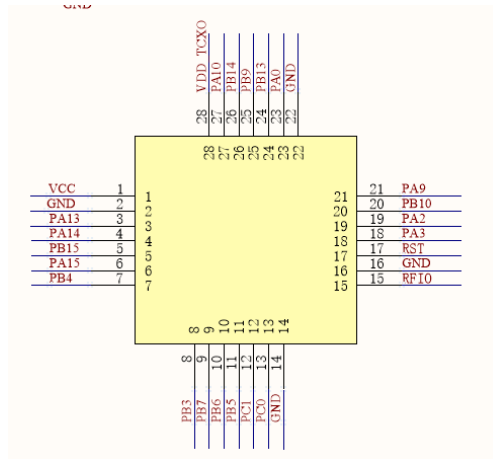 GND
VDD_TCXO
PA10
PB14
PB9
PB13
PA0
GND
28 27 26 25 24 23 22
28 27 26 25 24 23 22
VCC 1 1
GND 2 2
PA13 3 3
PA14 4 4
PB15 5 5
PA15 6 6
PB4 7 7
21 21 PA9
20 20 PB10
19 19 PA2
18 18 PA3
17 17 RST
16 16 GND
15 15 RFIO
8 9 10 11 12 13 14
8 9 10 11 12 13 14
PB3
PB7
PB6
PB5
PC1
PC0
GND